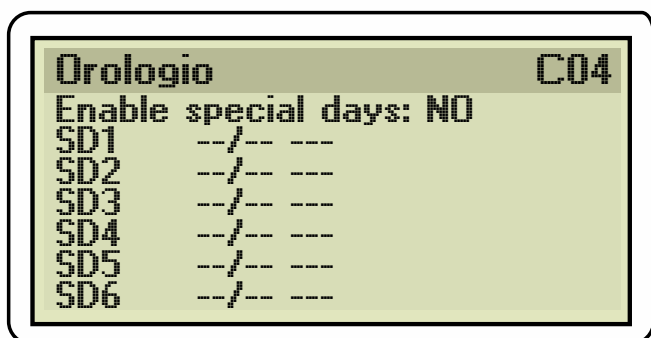 Orologio C04
Enable special days: NO
SD1 --/-- ---
SD2 --/-- ---
SD3 --/-- ---
SD4 --/-- ---
SD5 --/-- ---
SD6 --/-- ---